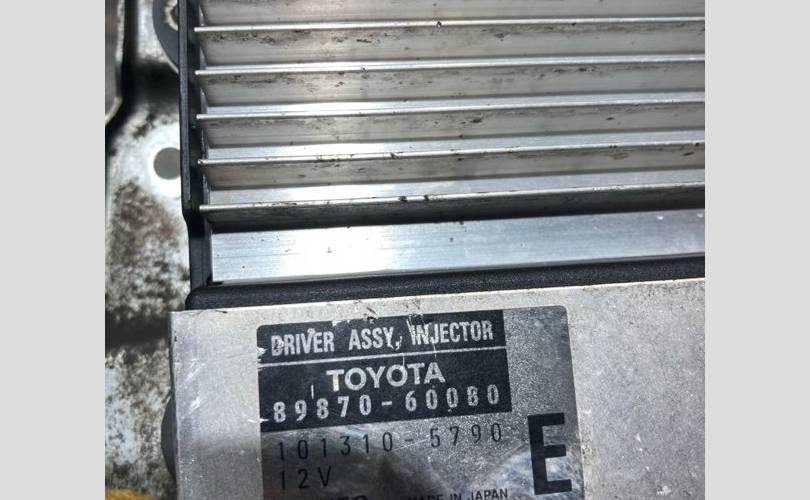 DRIVER ASSY, INJECTOR
TOYOTA
89870-60080
101310-5790
12V
E
MADE IN JAPAN